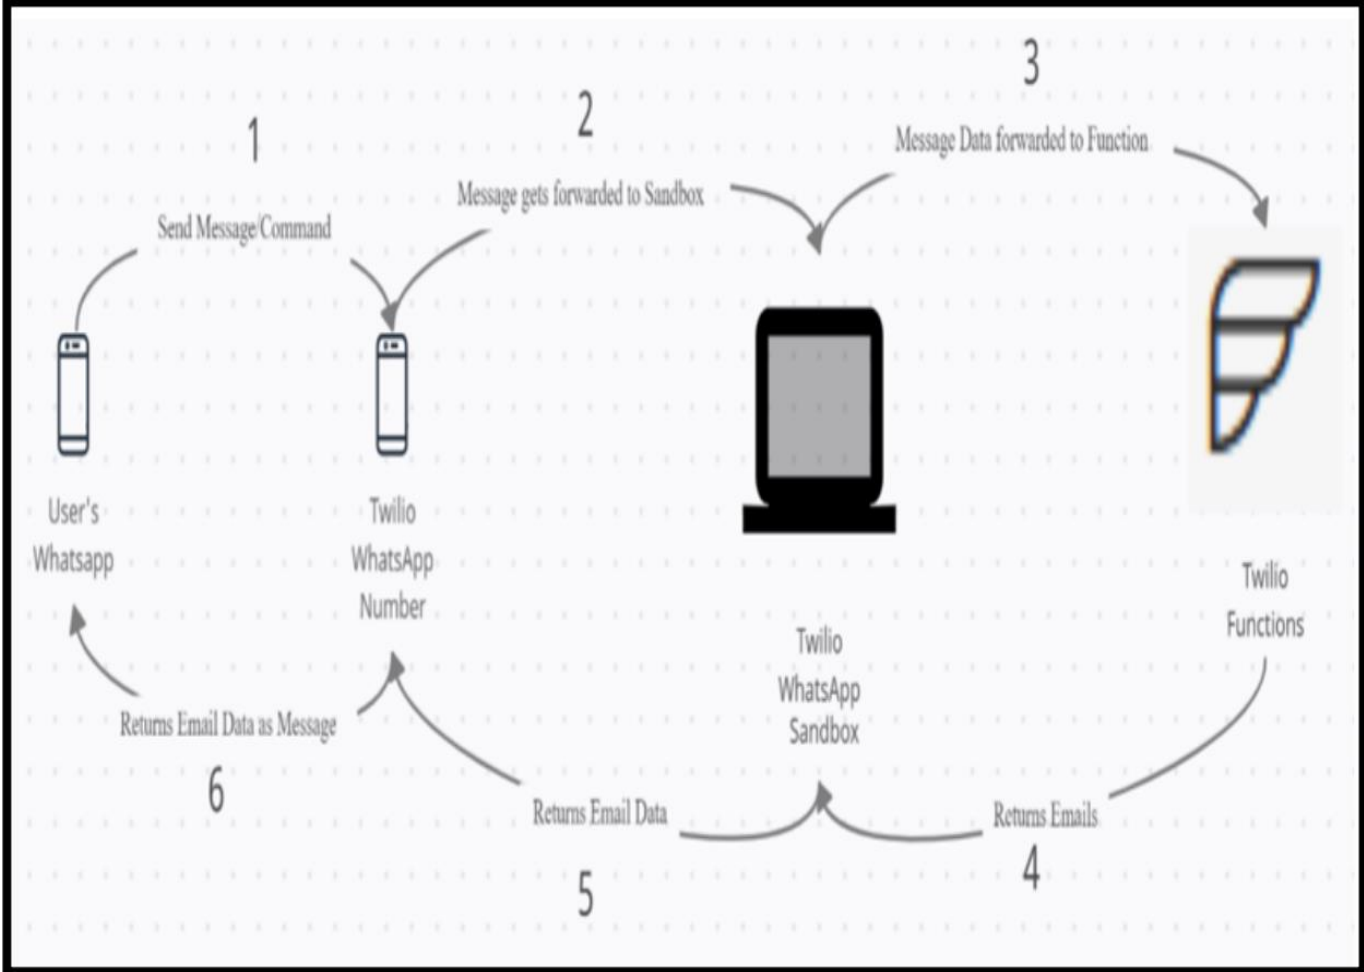 3
2
1
Message Data forwarded to Function
Message gets forwarded to Sandbox
Send Message/Command
User's
Whatsapp
Twilio
WhatsApp
Number
Twilio
WhatsApp
Sandbox
Twilio
Functions
Returns Email Data as Message
6
Returns Email Data
5
Returns Emails
4